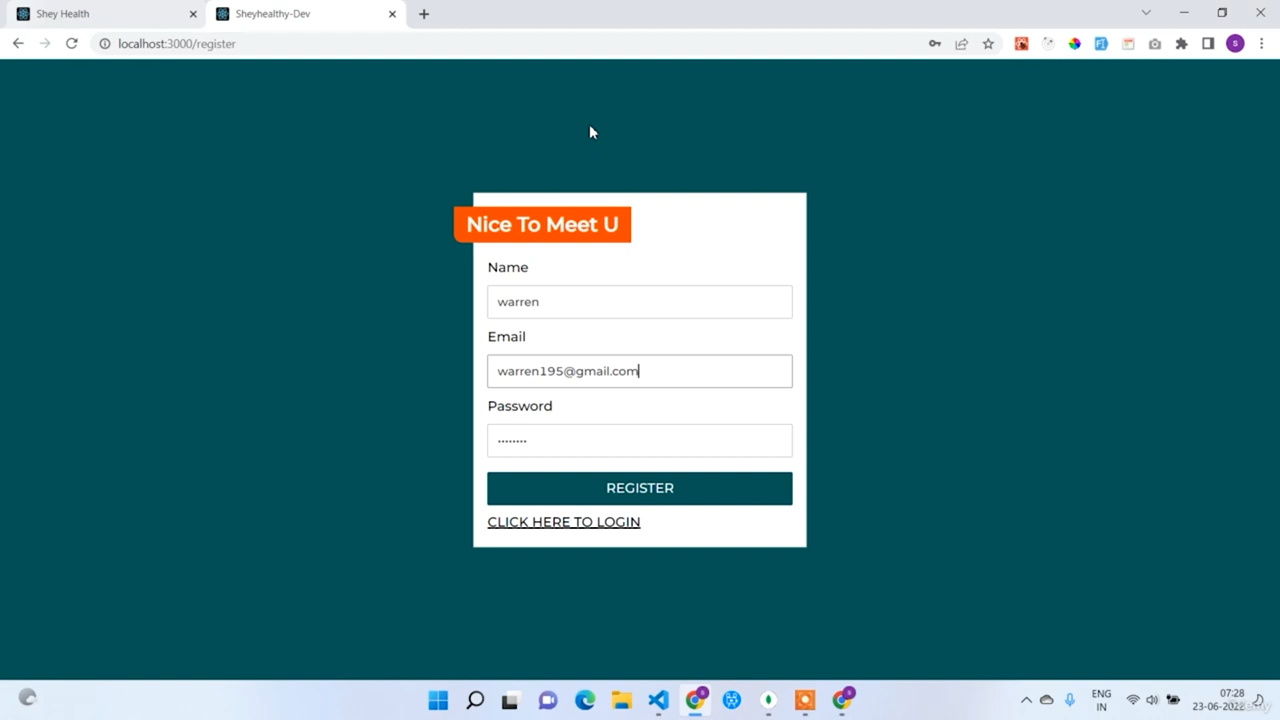 Shey Health
Sheyhealthy-Dev
localhost:3000/register
Nice To Meet U
Name
warren
Email
warren195@gmail.com
Password
········
REGISTER
CLICK HERE TO LOGIN
ENG
IN
07:28
23-06-2022